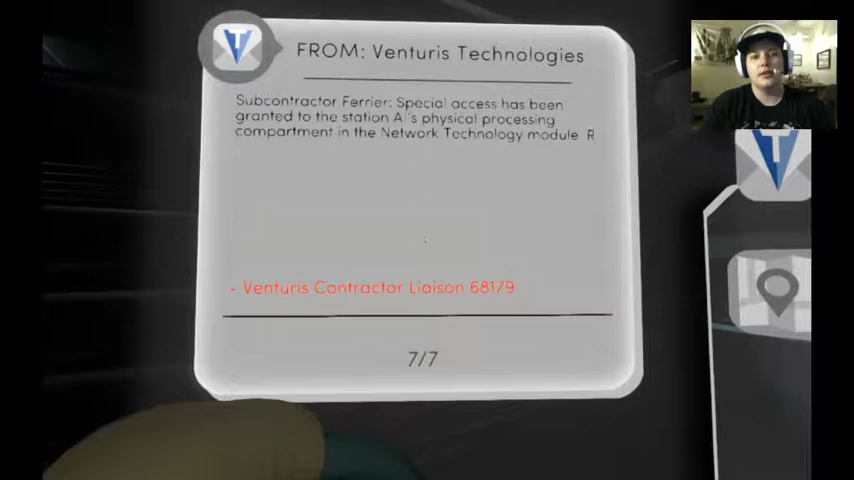 FROM: Venturis Technologies
Subcontractor Ferrier: Special access has been
granted to the station AI's physical processing
compartment in the Network Technology module R
- Venturis Contractor Liaison 68179
7/7